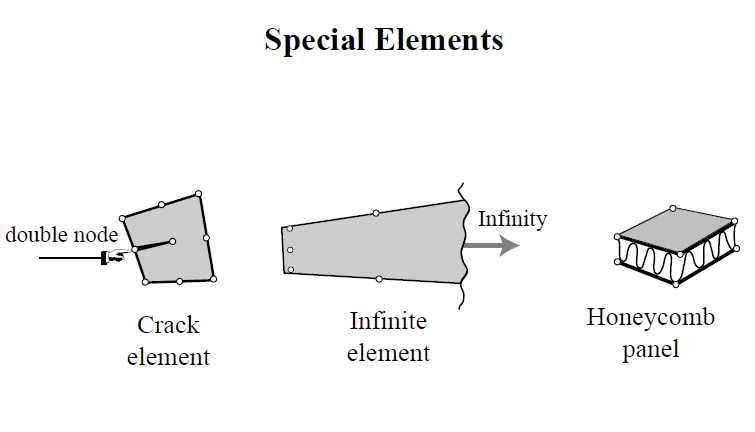 Special Elements
double node
Crack
element
Infinity
Infinite
element
Honeycomb
panel